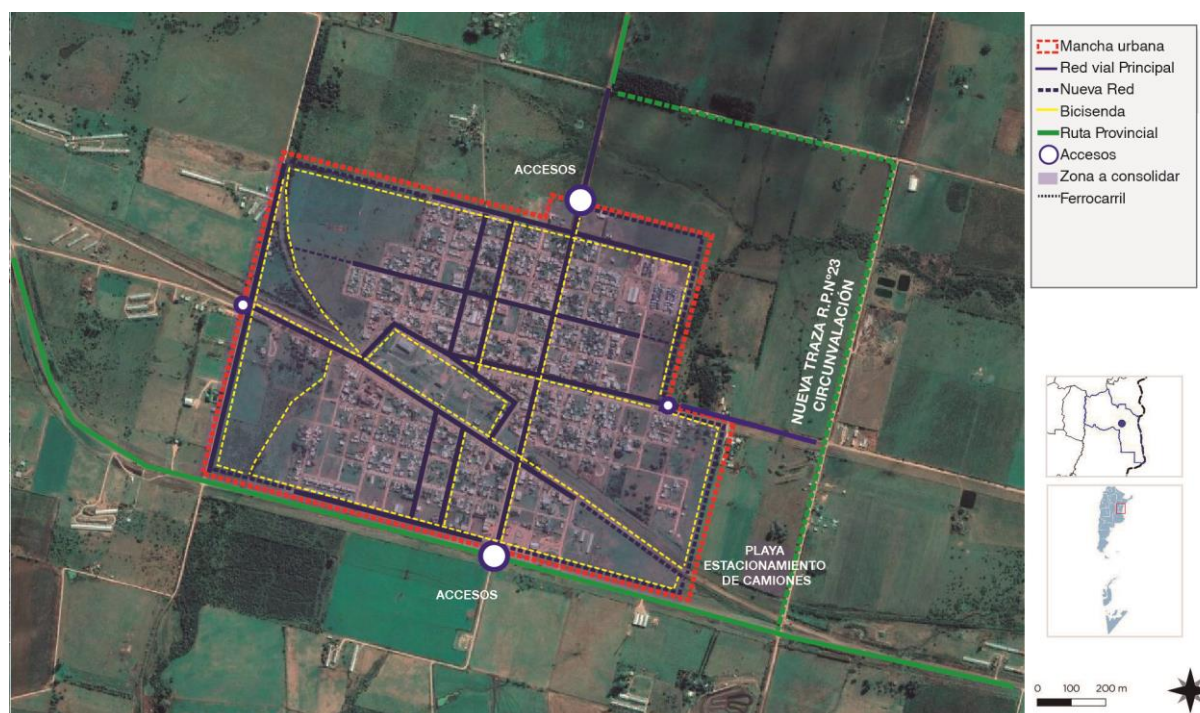 ACCESOS
NUEVA TRAZA R.P.Nº23
CIRCUNVALACIÓN
PLAYA
ESTACIONAMIENTO
DE CAMIONES
ACCESOS
Mancha urbana
Red vial Principal
Nueva Red
Bicisenda
Ruta Provincial
Accesos
Zona a consolidar
Ferrocarril
0 100 200 m